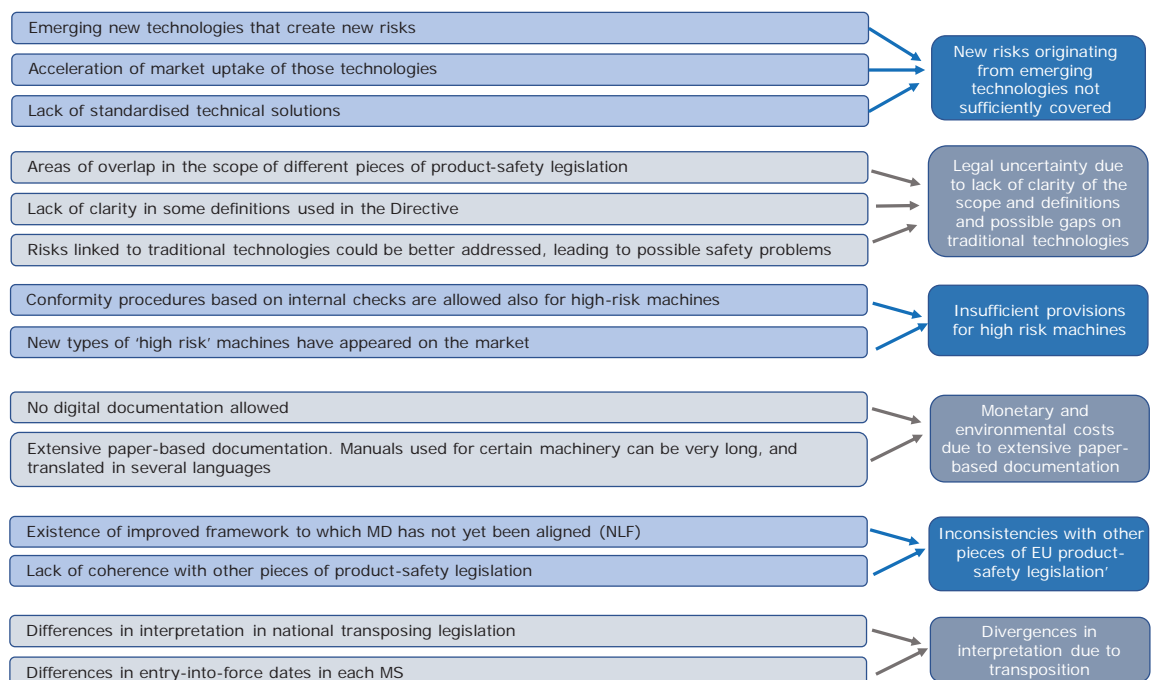 Emerging new technologies that create new risks
Acceleration of market uptake of those technologies
Lack of standardised technical solutions
New risks originating
from emerging
technologies not
sufficiently covered
Areas of overlap in the scope of different pieces of product-safety legislation
Lack of clarity in some definitions used in the Directive
Risks linked to traditional technologies could be better addressed, leading to possible safety problems
Legal uncertainty due
to lack of clarity of the
scope and definitions
and possible gaps on
traditional technologies
Conformity procedures based on internal checks are allowed also for high-risk machines
New types of 'high risk' machines have appeared on the market
Insufficient provisions
for high risk machines
No digital documentation allowed
Extensive paper-based documentation. Manuals used for certain machinery can be very long, and
translated in several languages
Monetary and
environmental costs
due to extensive paper-
based documentation
Existence of improved framework to which MD has not yet been aligned (NLF)
Lack of coherence with other pieces of product-safety legislation
Inconsistencies with other
pieces of EU product-
safety legislation'
Differences in interpretation in national transposing legislation
Differences in entry-into-force dates in each MS
Divergences in
interpretation due to
transposition